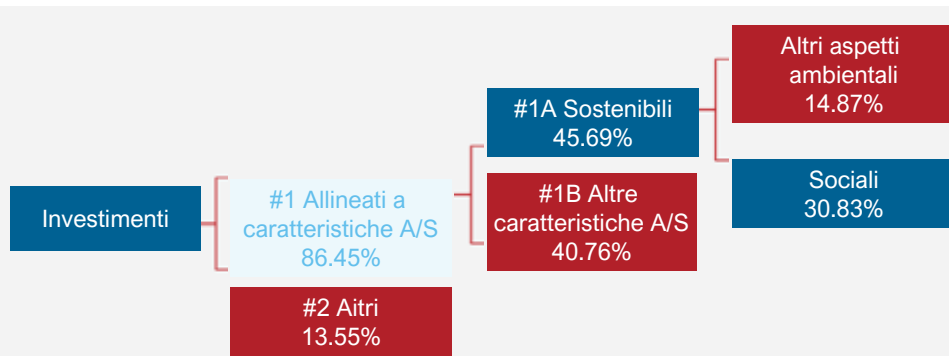 Investimenti
#1 Allineati a
caratteristiche A/S
86.45%
#2 Aitri
13.55%
#1A Sostenibili
45.69%
#1B Altre
caratteristiche A/S
40.76%
Altri aspetti
ambientali
14.87%
Sociali
30.83%